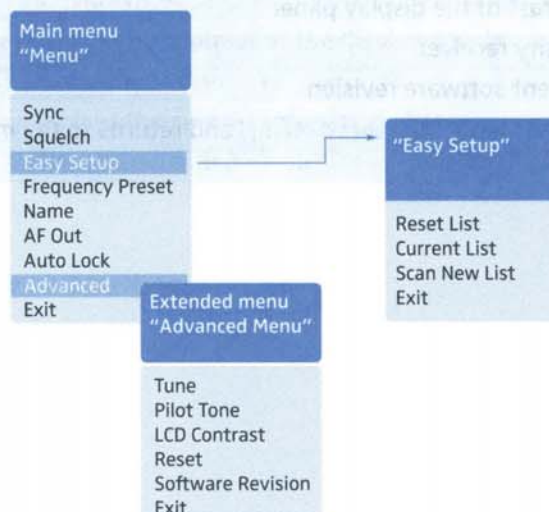 Main menu
"Menu"
Sync
Squelch
Easy Setup
Frequency Preset
Name
AF Out
Auto Lock
Advanced
Exit
"Easy Setup"
Reset List
Current List
Scan New List
Exit
Extended menu
"Advanced Menu"
Tune
Pilot Tone
LCD Contrast
Reset
Software Revision
Exit